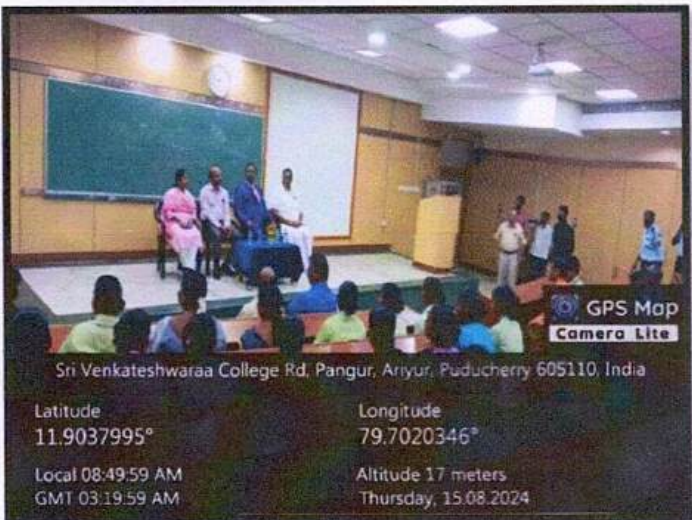 GPS Map
Camera Lite
Sri Venkateshwaraa College Rd, Pangur, Ariyur, Puducherry 605110, India
Latitude
11.9037995°
Longitude
79.7020346°
Local 08:49:59 AM
GMT 03:19:59 AM
Altitude 17 meters
Thursday, 15.08.2024